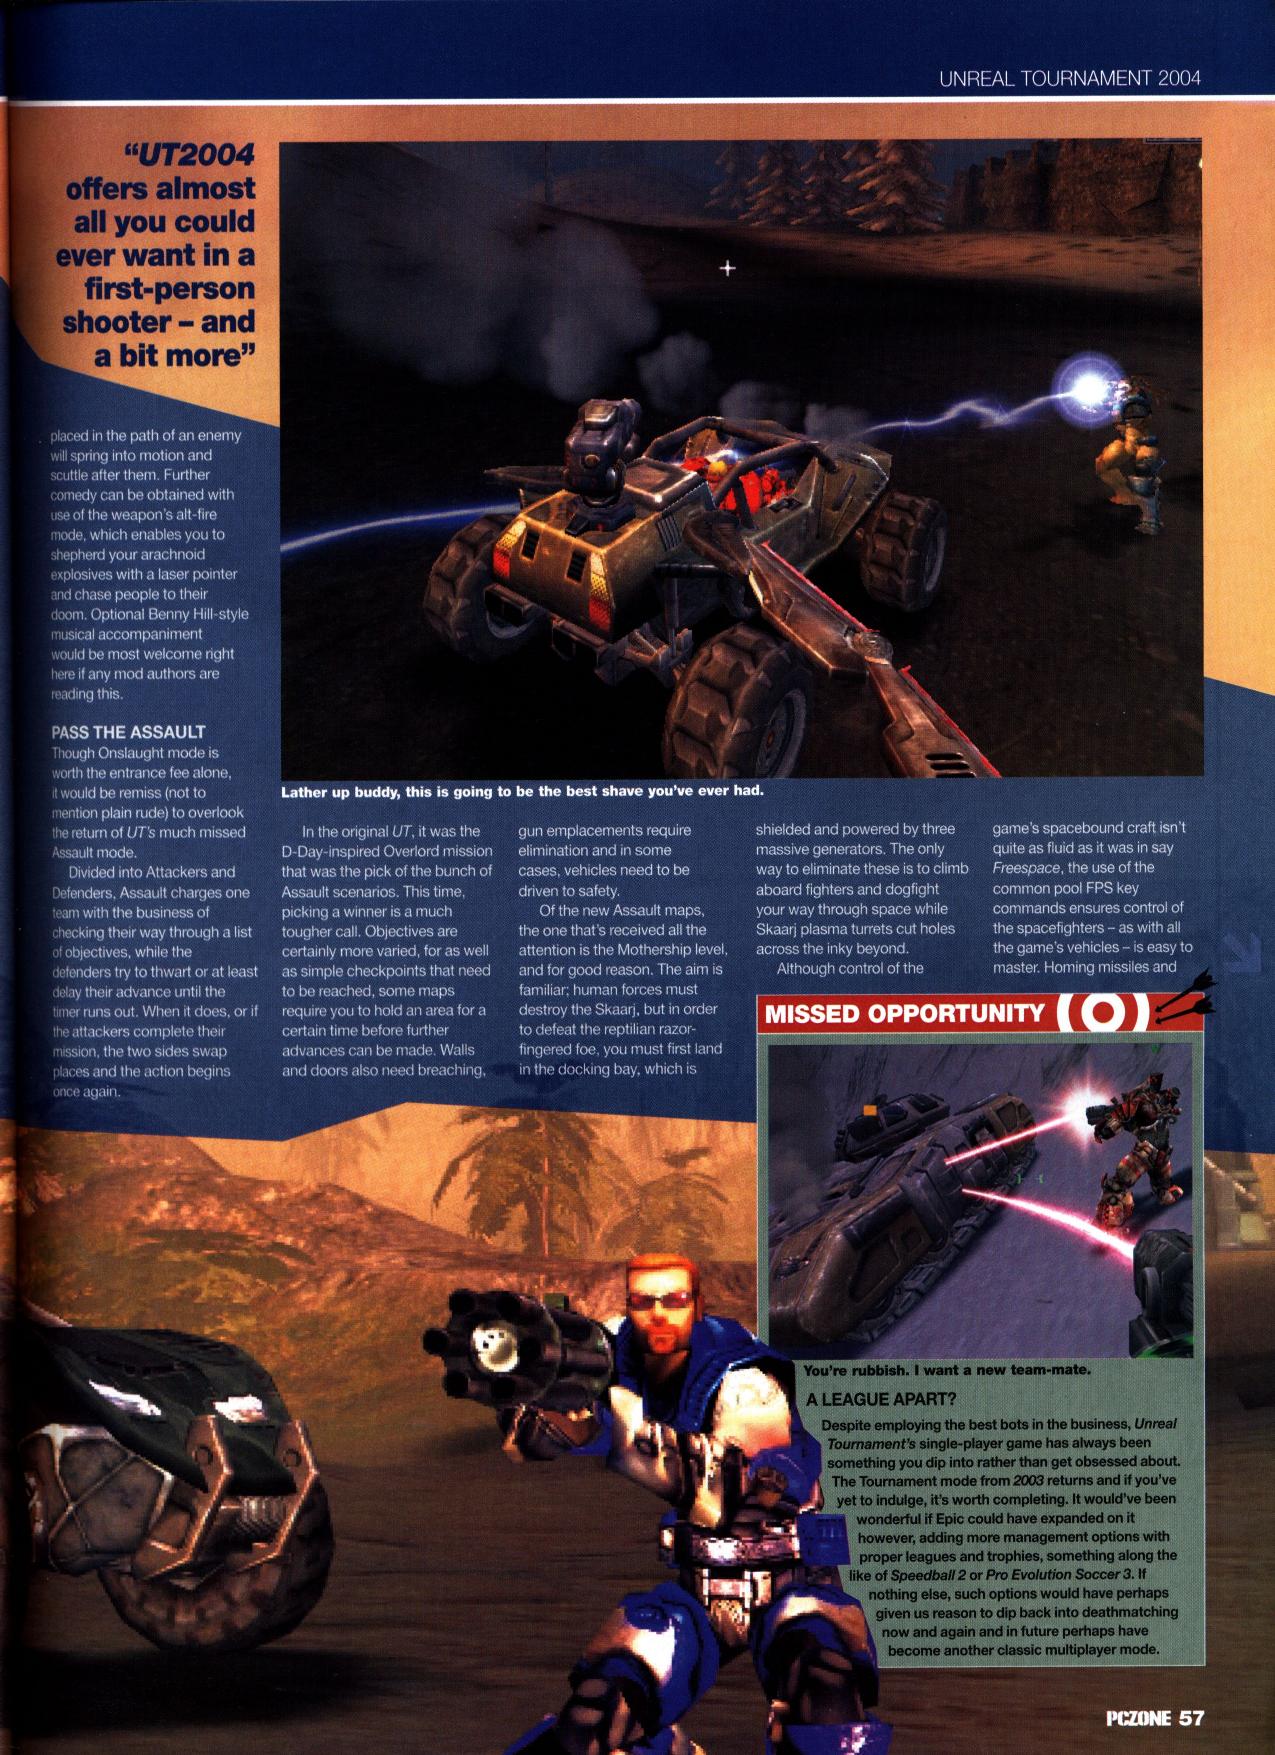 UNREAL TOURNAMENT 2004
“UT2004
offers almost
all you could
ever want in a
first-person
shooter – and
a bit more”
placed in the path of an enemy
will spring into motion and
scuttle after them. Further
comedy can be obtained with
use of the weapon's alt-fire
mode, which enables you to
shepherd your arachnoid
explosives with a laser pointer
and chase people to their
doom. Optional Benny Hill-style
musical accompaniment
would be most welcome right
here if any mod authors are
reading this.
PASS THE ASSAULT
Though Onslaught mode is
worth the entrance fee alone,
it would be remiss (not to
mention plain rude) to overlook
the return of UT's much missed
Assault mode.
Divided into Attackers and
Defenders, Assault charges one
team with the business of
checking their way through a list
of objectives, while the
defenders try to thwart or at least
delay their advance until the
timer runs out. When it does, or if
the attackers complete their
mission, the two sides swap
places and the action begins
once again.
Lather up buddy, this is going to be the best shave you've ever had.
In the original UT, it was the
D-Day-inspired Overlord mission
that was the pick of the bunch of
Assault scenarios. This time,
picking a winner is a much
tougher call. Objectives are
certainly more varied, for as well
as simple checkpoints that need
to be reached, some maps
require you to hold an area for a
certain time before further
advances can be made. Walls
and doors also need breaching,
gun emplacements require
elimination and in some
cases, vehicles need to be
driven to safety.
Of the new Assault maps,
the one that's received all the
attention is the Mothership level,
and for good reason. The aim is
familiar; human forces must
destroy the Skaarj, but in order
to defeat the reptilian razor-
fingered foe, you must first land
in the docking bay, which is
shielded and powered by three
massive generators. The only
way to eliminate these is to climb
aboard fighters and dogfight
your way through space while
Skaarj plasma turrets cut holes
across the inky beyond.
Although control of the
game's spacebound craft isn't
quite as fluid as it was in say
Freespace, the use of the
common pool FPS key
commands ensures control of
the spacefighters – as with all
the game's vehicles – is easy to
master. Homing missiles and
MISSED OPPORTUNITY
You're rubbish. I want a new team-mate.
A LEAGUE APART?
Despite employing the best bots in the business, Unreal
Tournament's single-player game has always been
something you dip into rather than get obsessed about.
The Tournament mode from 2003 returns and if you've
yet to indulge, it's worth completing. It would've been
wonderful if Epic could have expanded on it
however, adding more management options with
proper leagues and trophies, something along the
like of Speedball 2 or Pro Evolution Soccer 3. If
nothing else, such options would have perhaps
given us reason to dip back into deathmatching
now and again and in future perhaps have
become another classic multiplayer mode.
PCZONE 57